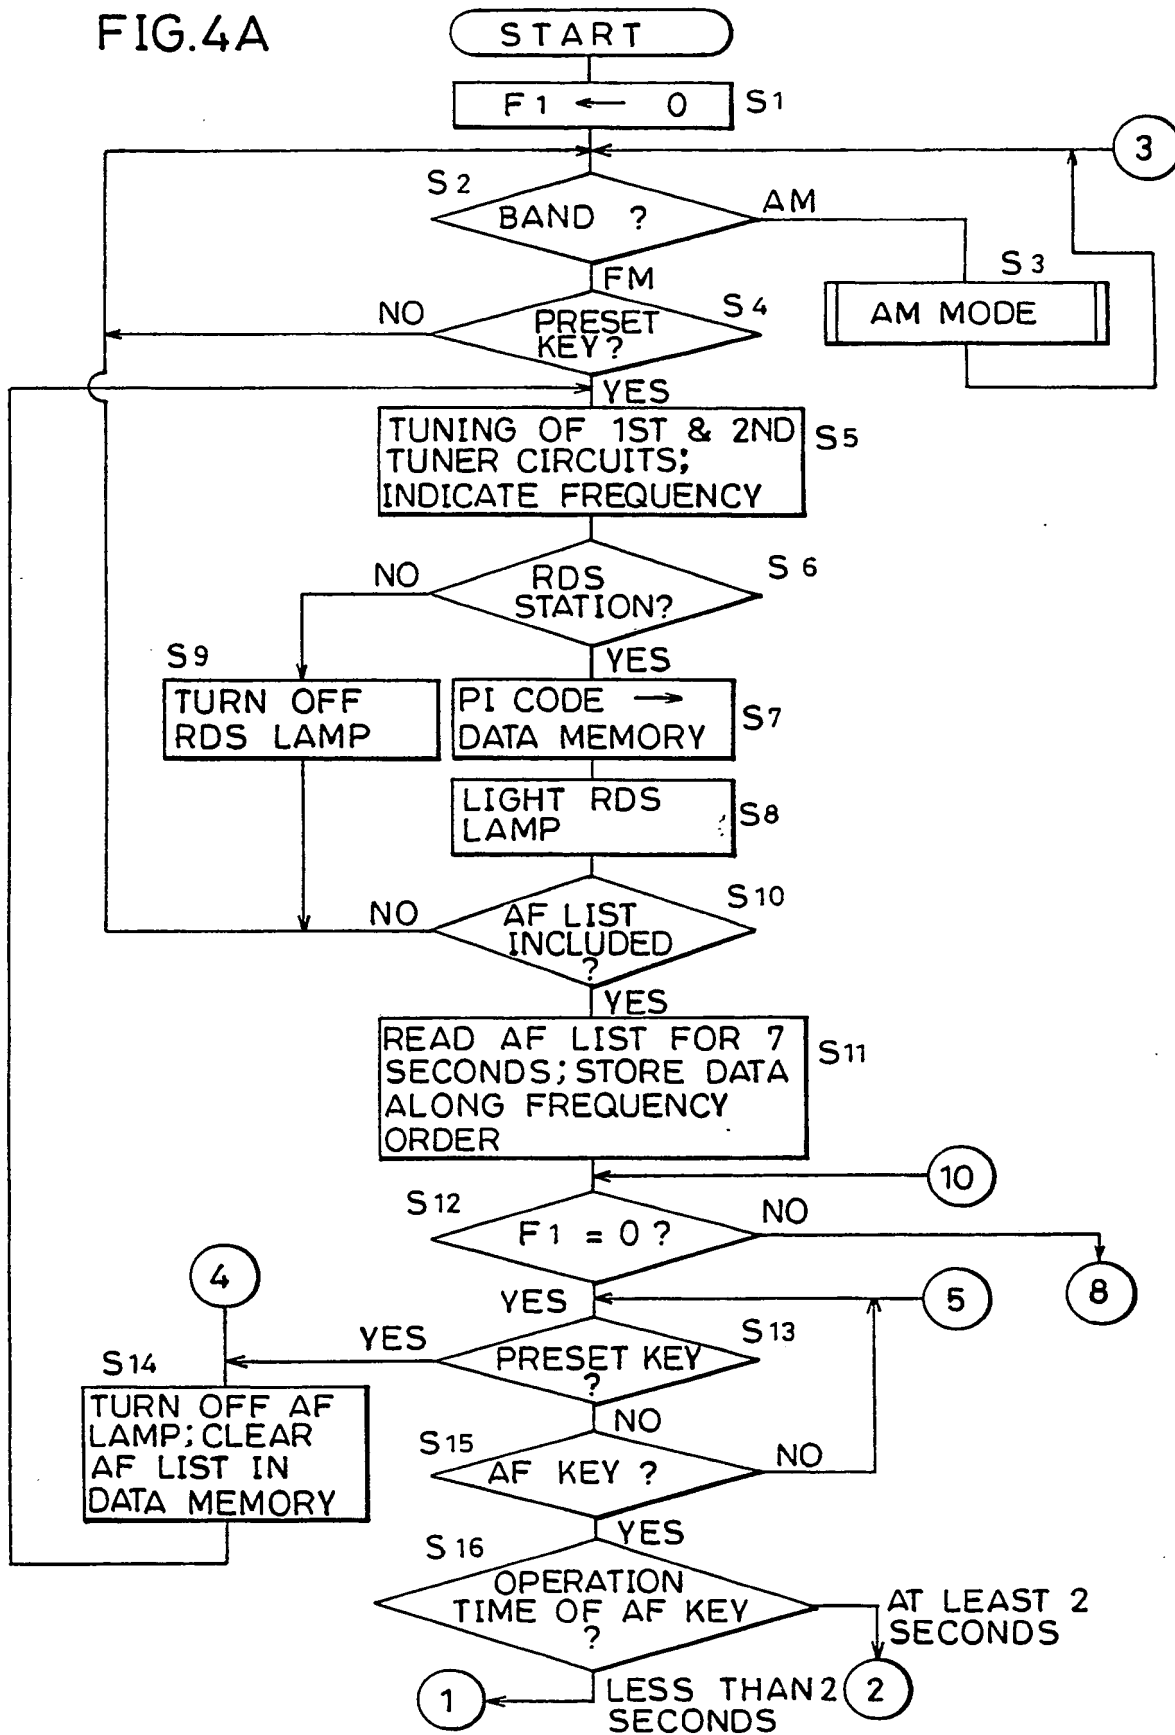 FIG.4A
START
F1 ← 0
S1
3
S2
BAND ?
AM
FM
S3
AM MODE
S4
NO
PRESET
KEY?
YES
TUNING OF 1ST & 2ND
TUNER CIRCUITS;
INDICATE FREQUENCY
S5
S6
NO
RDS
STATION?
YES
S9
TURN OFF
RDS LAMP
PI CODE →
DATA MEMORY
S7
LIGHT RDS
LAMP
S8
S10
NO
AF LIST
INCLUDED
?
YES
READ AF LIST FOR 7
SECONDS;STORE DATA
ALONG FREQUENCY
ORDER
S11
10
S12
F1 = 0 ?
NO
8
4
YES
5
S13
YES
PRESET KEY
?
NO
S14
TURN OFF AF
LAMP;CLEAR
AF LIST IN
DATA MEMORY
S15
AF KEY ?
NO
YES
S16
OPERATION
TIME OF AF KEY
?
AT LEAST 2
SECONDS
2
1
LESS THAN 2
SECONDS